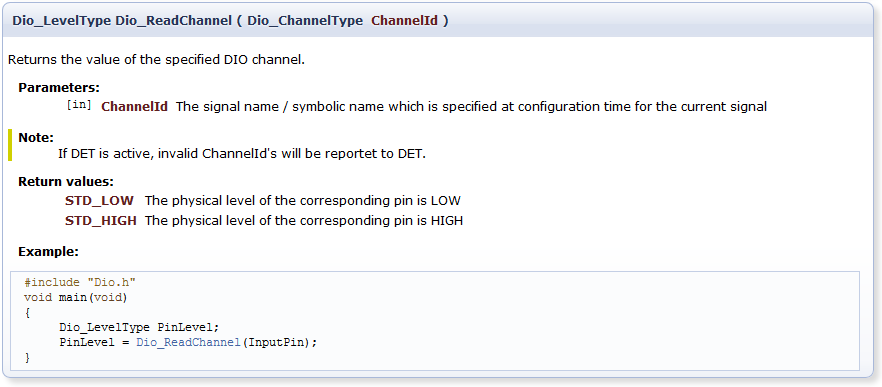 Dio_LevelType Dio_ReadChannel ( Dio_ChannelType ChannelId )
Returns the value of the specified DIO channel.
Parameters:
[in] ChannelId The signal name / symbolic name which is specified at configuration time for the current signal
Note:
If DET is active, invalid ChannelId's will be reportet to DET.
Return values:
STD_LOW The physical level of the corresponding pin is LOW
STD_HIGH The physical level of the corresponding pin is HIGH
Example:
#include "Dio.h"
void main(void)
{
Dio_LevelType PinLevel;
PinLevel = Dio_ReadChannel(InputPin);
}